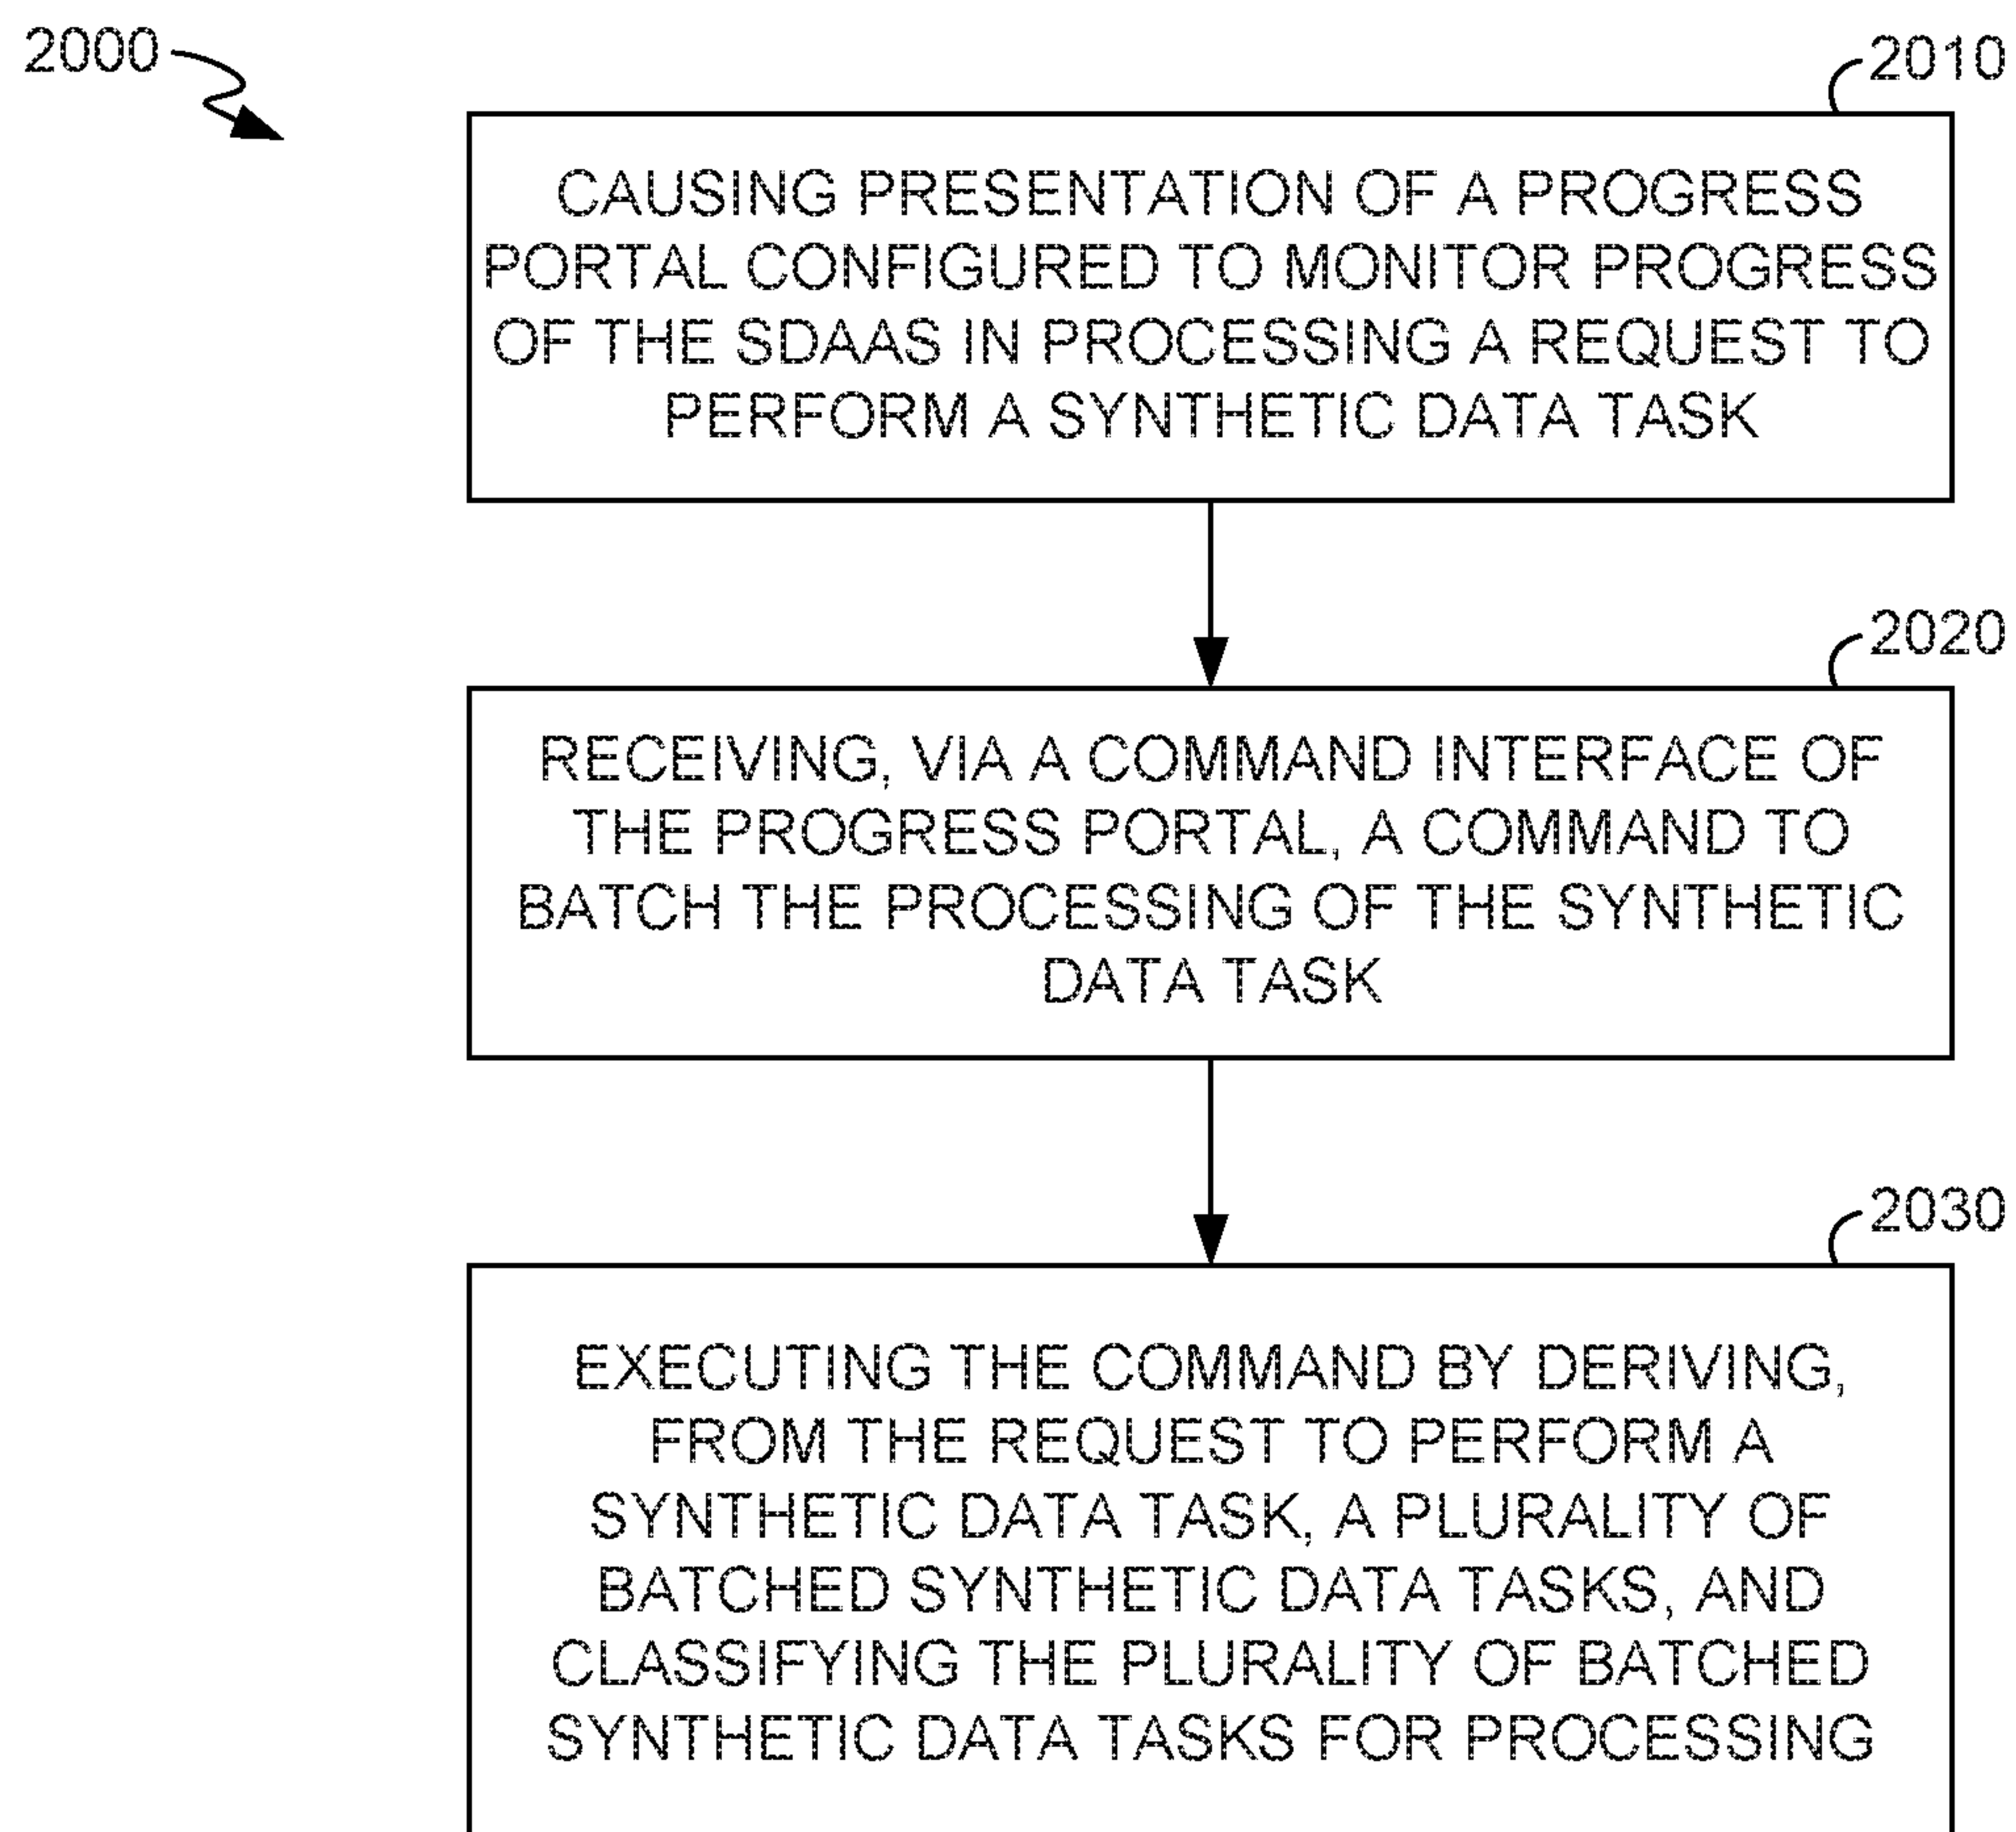 2000
2010
CAUSING PRESENTATION OF A PROGRESS
PORTAL CONFIGURED TO MONITOR PROGRESS
OF THE SDAAS IN PROCESSING A REQUEST TO
PERFORM A SYNTHETIC DATA TASK
2020
RECEIVING, VIA A COMMAND INTERFACE OF
THE PROGRESS PORTAL, A COMMAND TO
BATCH THE PROCESSING OF THE SYNTHETIC
DATA TASK
2030
EXECUTING THE COMMAND BY DERIVING,
FROM THE REQUEST TO PERFORM A
SYNTHETIC DATA TASK, A PLURALITY OF
BATCHED SYNTHETIC DATA TASKS, AND
CLASSIFYING THE PLURALITY OF BATCHED
SYNTHETIC DATA TASKS FOR PROCESSING